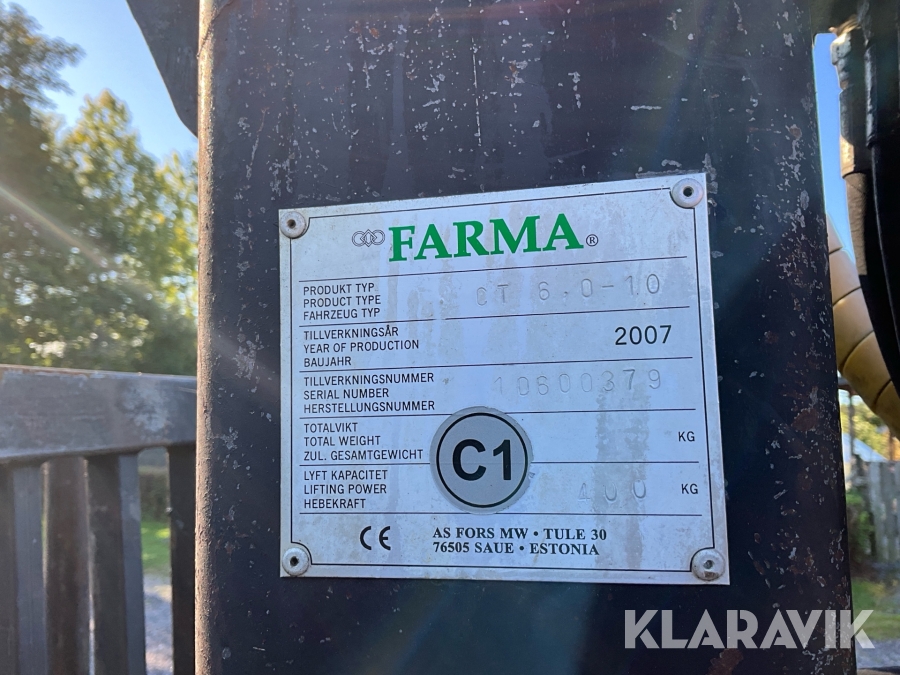 FARMA®
PRODUKT TYP
PRODUCT TYPE
FAHRZEUG TYP
CT 6.0-10
TILLVERKNINGSÅR
YEAR OF PRODUCTION
BAUJAHR
2007
TILLVERKNINGSNUMMER
SERIAL NUMBER
HERSTELLUNGSNUMMER
10600379
TOTALVIKT
TOTAL WEIGHT
ZUL. GESAMTGEWICHT
KG
C1
LYFT KAPACITET
LIFTING POWER
HEBEKRAFT
400 KG
CE
AS FORS MW • TULE 30
76505 SAUE • ESTONIA
KLARAVIK